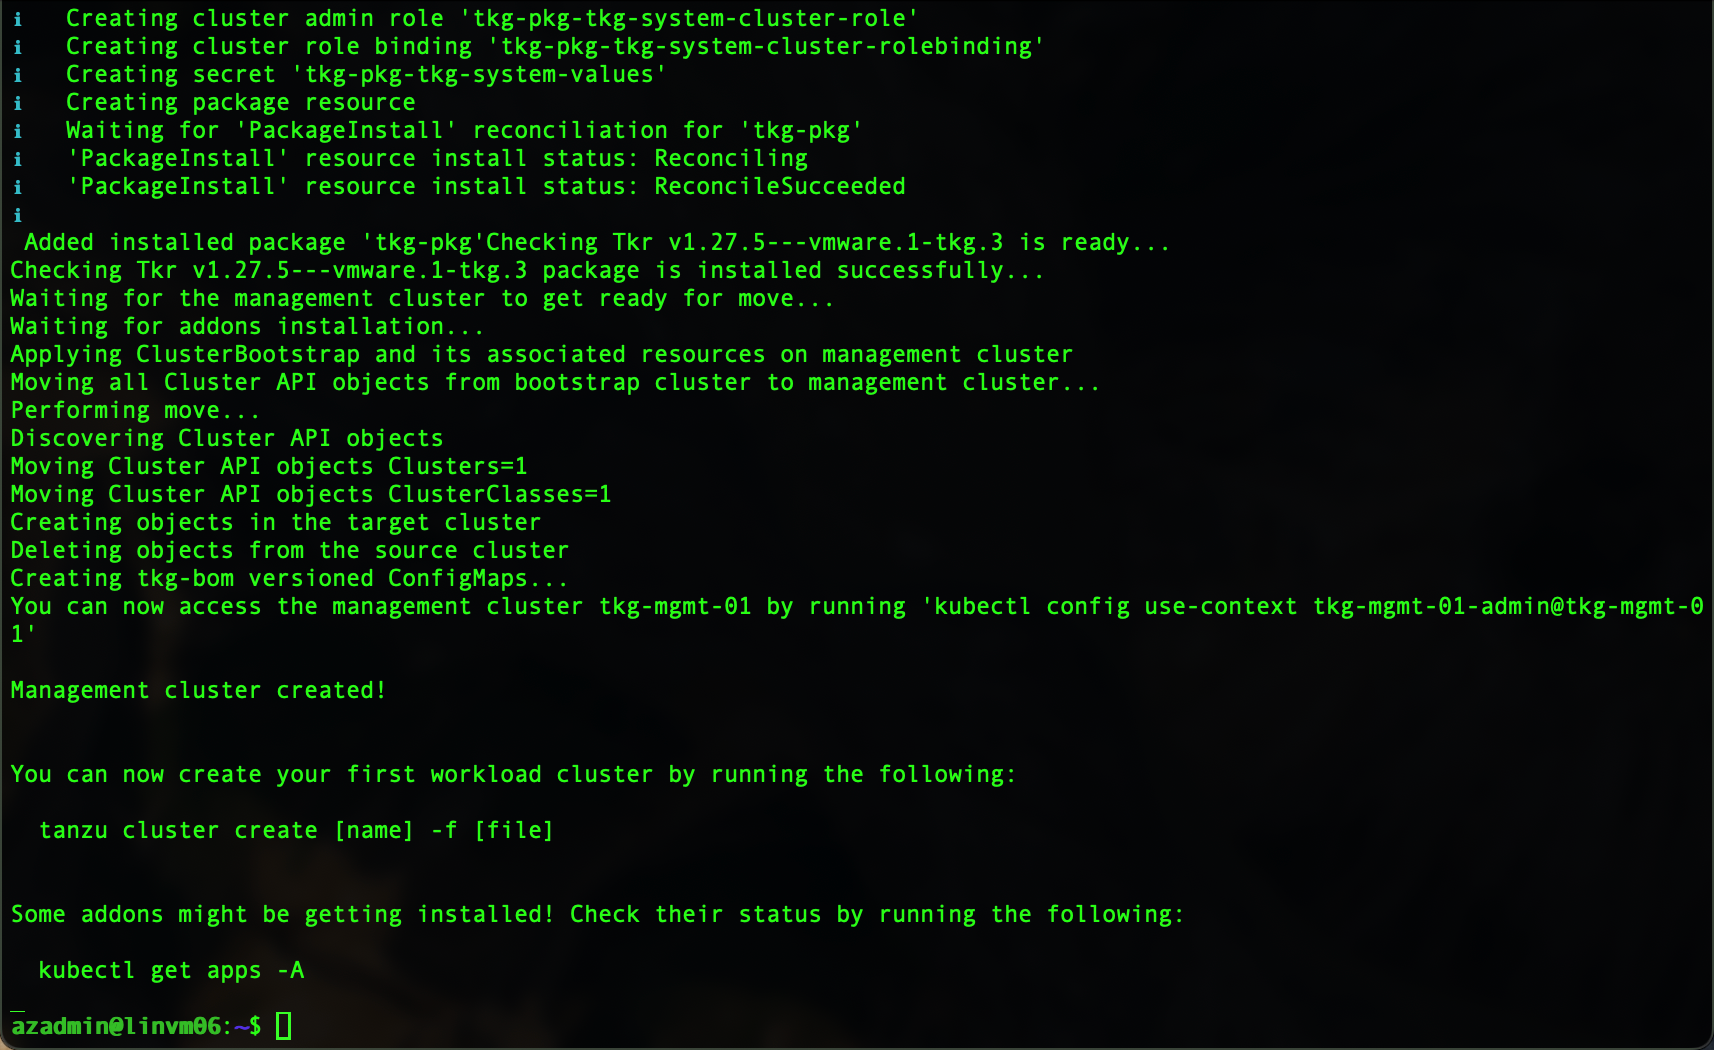 i   Creating cluster admin role 'tkg-pkg-tkg-system-cluster-role'
i   Creating cluster role binding 'tkg-pkg-tkg-system-cluster-rolebinding'
i   Creating secret 'tkg-pkg-tkg-system-values'
i   Creating package resource
i   Waiting for 'PackageInstall' reconciliation for 'tkg-pkg'
i   'PackageInstall' resource install status: Reconciling
i   'PackageInstall' resource install status: ReconcileSucceeded
i
 Added installed package 'tkg-pkg'Checking Tkr v1.27.5---vmware.1-tkg.3 is ready...
Checking Tkr v1.27.5---vmware.1-tkg.3 package is installed successfully...
Waiting for the management cluster to get ready for move...
Waiting for addons installation...
Applying ClusterBootstrap and its associated resources on management cluster
Moving all Cluster API objects from bootstrap cluster to management cluster...
Performing move...
Discovering Cluster API objects
Moving Cluster API objects Clusters=1
Moving Cluster API objects ClusterClasses=1
Creating objects in the target cluster
Deleting objects from the source cluster
Creating tkg-bom versioned ConfigMaps...
You can now access the management cluster tkg-mgmt-01 by running 'kubectl config use-context tkg-mgmt-01-admin@tkg-mgmt-0
1'

Management cluster created!


You can now create your first workload cluster by running the following:

  tanzu cluster create [name] -f [file]


Some addons might be getting installed! Check their status by running the following:

  kubectl get apps -A

azadmin@linvm06:~$